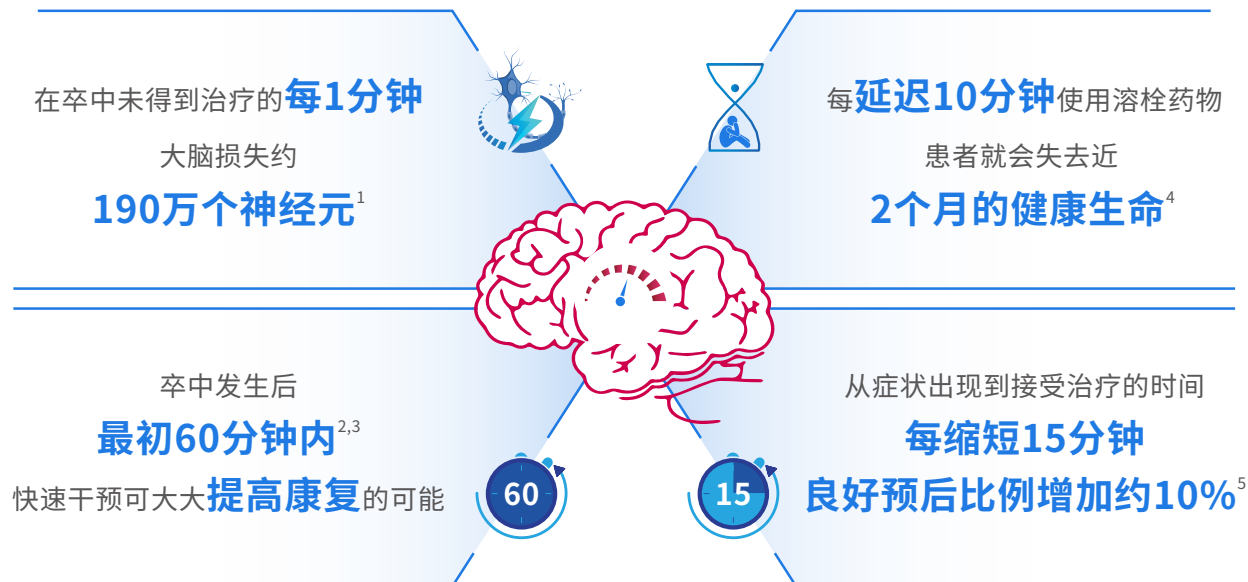 在卒中未得到治疗的每1分钟
大脑损失约
190万个神经元1
每延迟10分钟使用溶栓药物
患者就会失去近
2个月的健康生命4
卒中发生后
最初60分钟内2,3
快速干预可大大提高康复的可能
60
15
从症状出现到接受治疗的时间
每缩短15分钟
良好预后比例增加约10%5